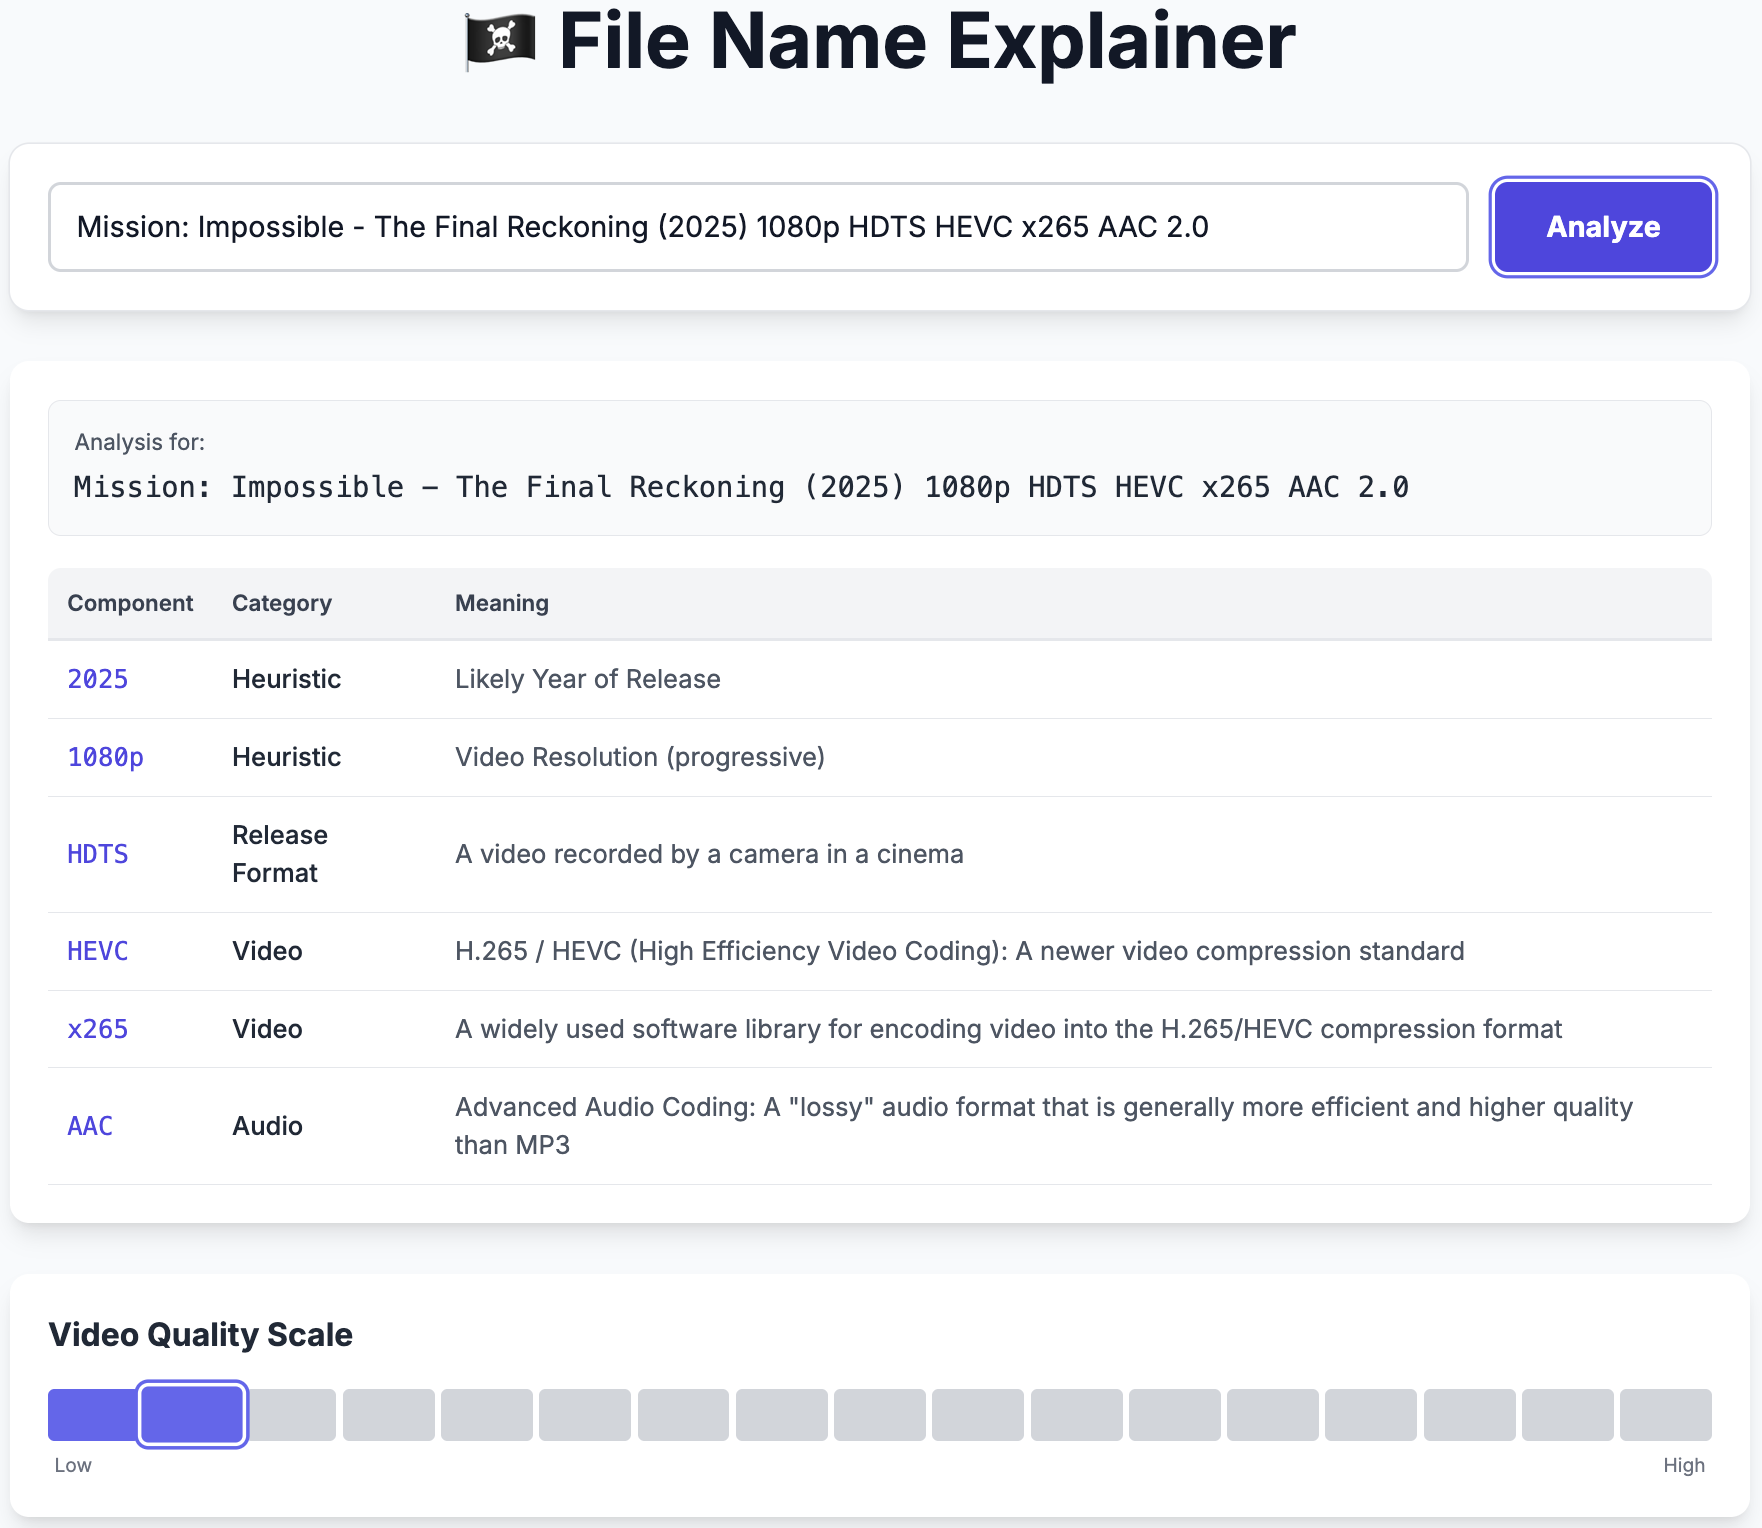 File Name Explainer
Mission: Impossible - The Final Reckoning (2025) 1080p HDTS HEVC x265 AAC 2.0
Analyze
Analysis for:
Mission: Impossible - The Final Reckoning (2025) 1080p HDTS HEVC x265 AAC 2.0
Component Category Meaning
2025 Heuristic Likely Year of Release
1080p Heuristic Video Resolution (progressive)
HDTS Release Format A video recorded by a camera in a cinema
HEVC Video H.265 / HEVC (High Efficiency Video Coding): A newer video compression standard
x265 Video A widely used software library for encoding video into the H.265/HEVC compression format
AAC Audio Advanced Audio Coding: A "lossy" audio format that is generally more efficient and higher quality
than MP3
Video Quality Scale
Low High